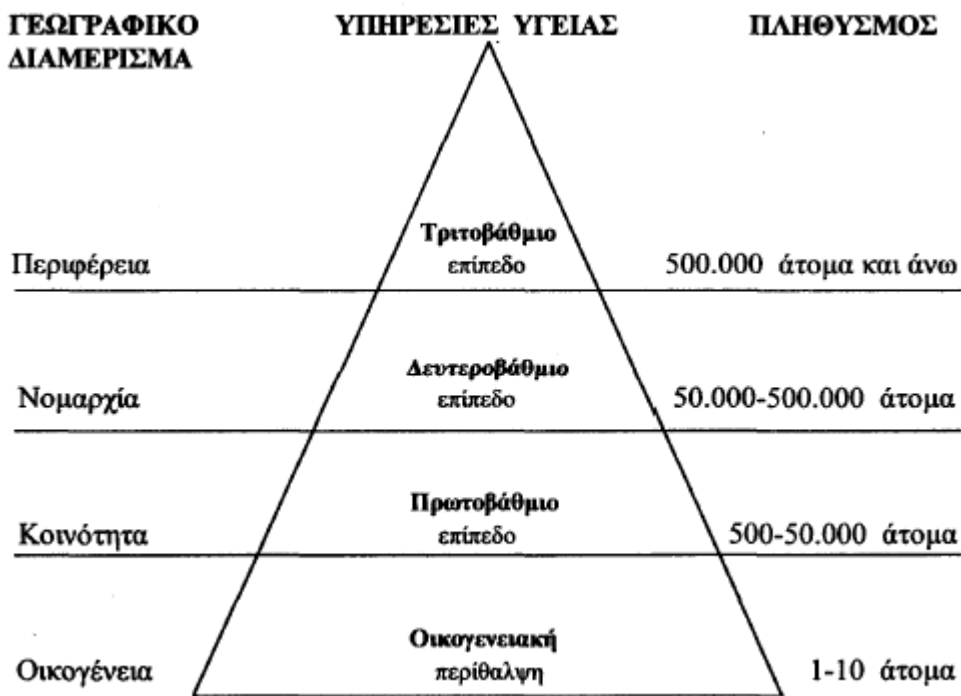 ΓΕΩΓΡΑΦΙΚΟ ΥΠΗΡΕΣΙΕΣ ΥΓΕΙΑΣ ΠΛΗΘΥΣΜΟΣ
ΔΙΑΜΕΡΙΣΜΑ
Τριτοβάθμιο
Περιφέρεια επίπεδο 500.000 άτομα και άνω
Δευτεροβάθμιο
Νομαρχία επίπεδο 50.000-500.000 άτομα
Πρωτοβάθμιο
Κοινότητα επίπεδο 500-50.000 άτομα
Οικογενειακή
Οικογένεια περίθαλψη 1-10 άτομα